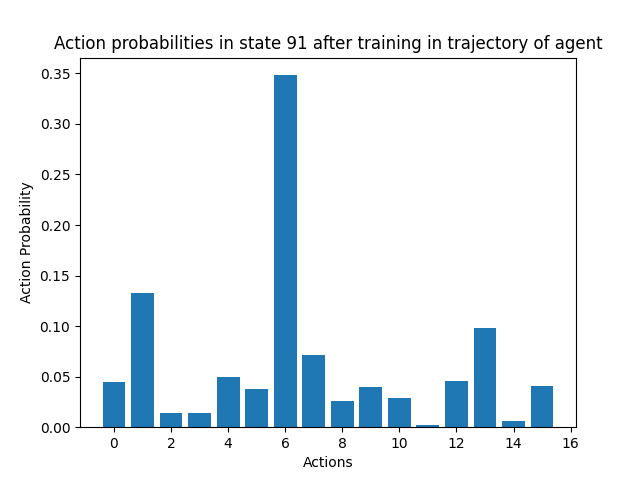 Action probabilities in state 91 after training in trajectory of agent
0.35
0.30
0.25
0.20
0.15
0.10
0.05
0.00
Action Probability
0 2 4 6 8 10 12 14 16
Actions